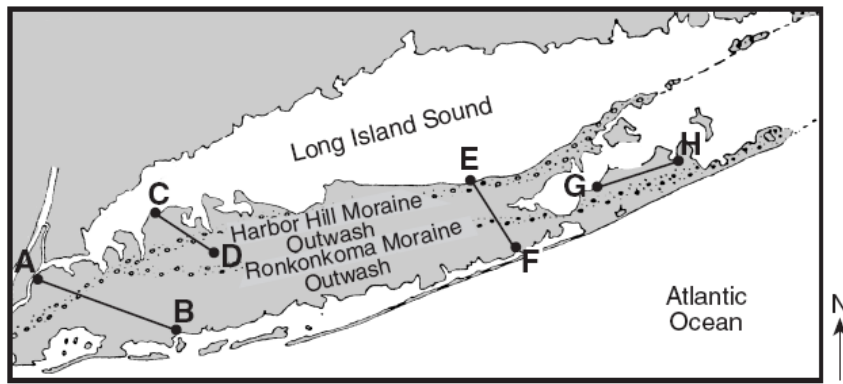 Long Island Sound
E
H
C
G
Harbor Hill Moraine
Outwash
D
Ronkonkoma Moraine
Outwash
A
F
B
Atlantic
Ocean
N